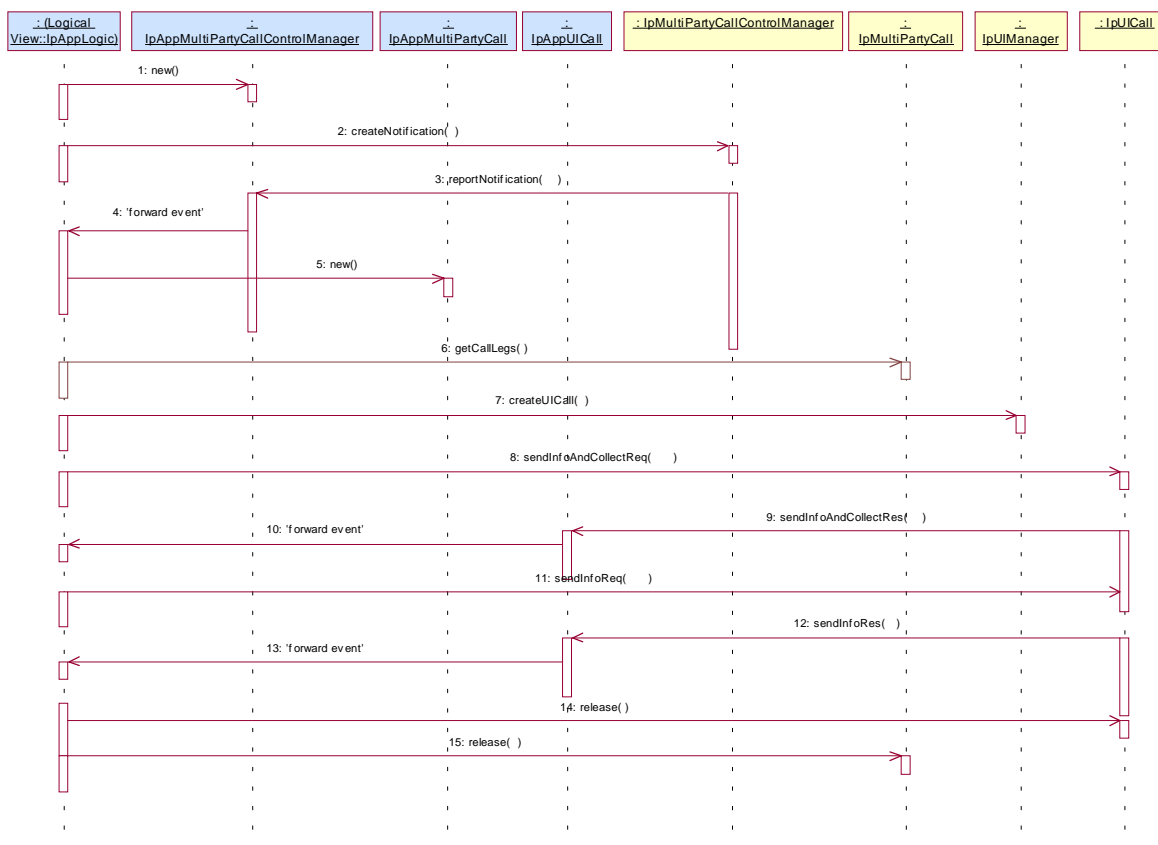 : (Logical
View::IpAppLogic)
:
IpAppMultiPartyCallControlManager
:
IpAppMultiPartyCall
:
IpAppUICall
: IpMultiPartyCallControlManager
:
IpMultiPartyCall
:
IpUIManager
: IpUICall
1: new()
2: createNotification( )
3: reportNotification( )
4: 'forward event'
5: new()
6: getCallLegs( )
7: createUICall( )
8: sendInfoAndCollectReq( )
9: sendInfoAndCollectRes( )
10: 'forward event'
11: sendInfoReq( )
12: sendInfoRes( )
13: 'forward event'
14: release( )
15: release( )